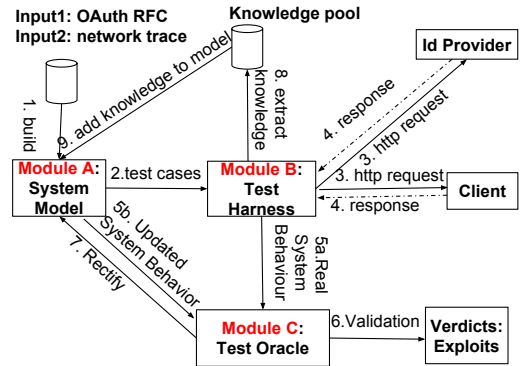 Input1: OAuth RFC
Input2: network trace
Knowledge pool
Id Provider
1. build
9. add knowledge to model
8. extract
knowledge
4. response
3. http request
Module A:
System
Model
2.test cases
Module B:
Test
Harness
3. http request
4. response
Client
5b. Updated
System Behavior
7. Rectify
5a.Real
System
Behaviour
Module C:
Test Oracle
6.Validation
Verdicts:
Exploits